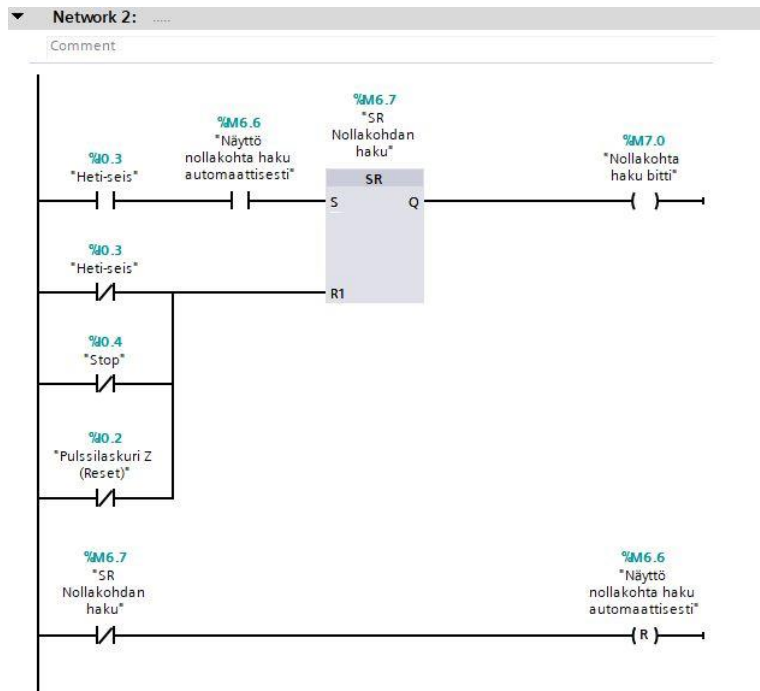 Network 2: .....
Comment
%M6.7
"SR
Nollakohdan
haku"
%M6.6
"Näyttö
nollakohta haku
automaattisesti"
%M7.0
"Nollakohta
haku bitti"
%I0.3
"Heti-seis"
SR
S
Q
%I0.3
"Heti-seis"
R1
%I0.4
"Stop"
%I0.2
"Pulssilaskuri Z
(Reset)"
%M6.7
"SR
Nollakohdan
haku"
%M6.6
"Näyttö
nollakohta haku
automaattisesti"
R